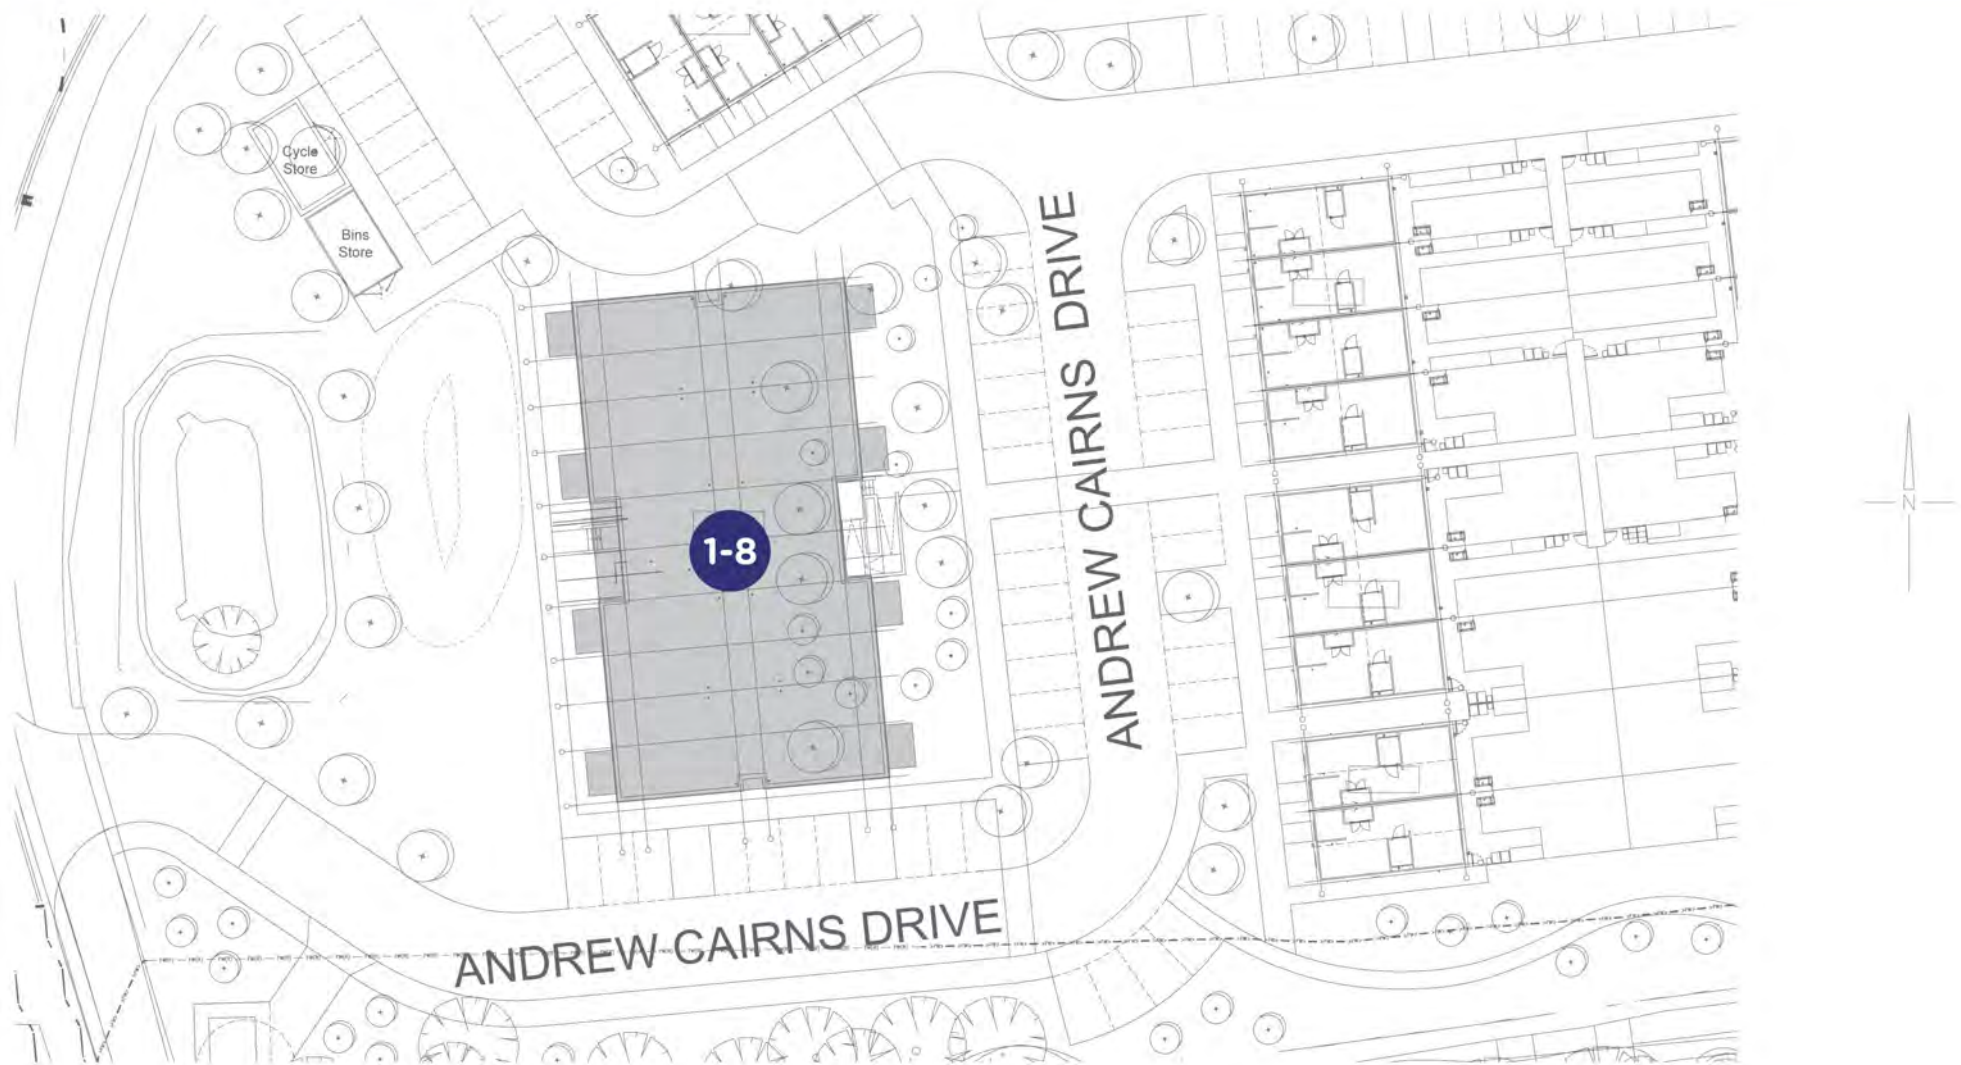 Cycle
Store
Bins
Store
ANDREW CAIRNS DRIVE
1-8
N
ANDREW CAIRNS DRIVE